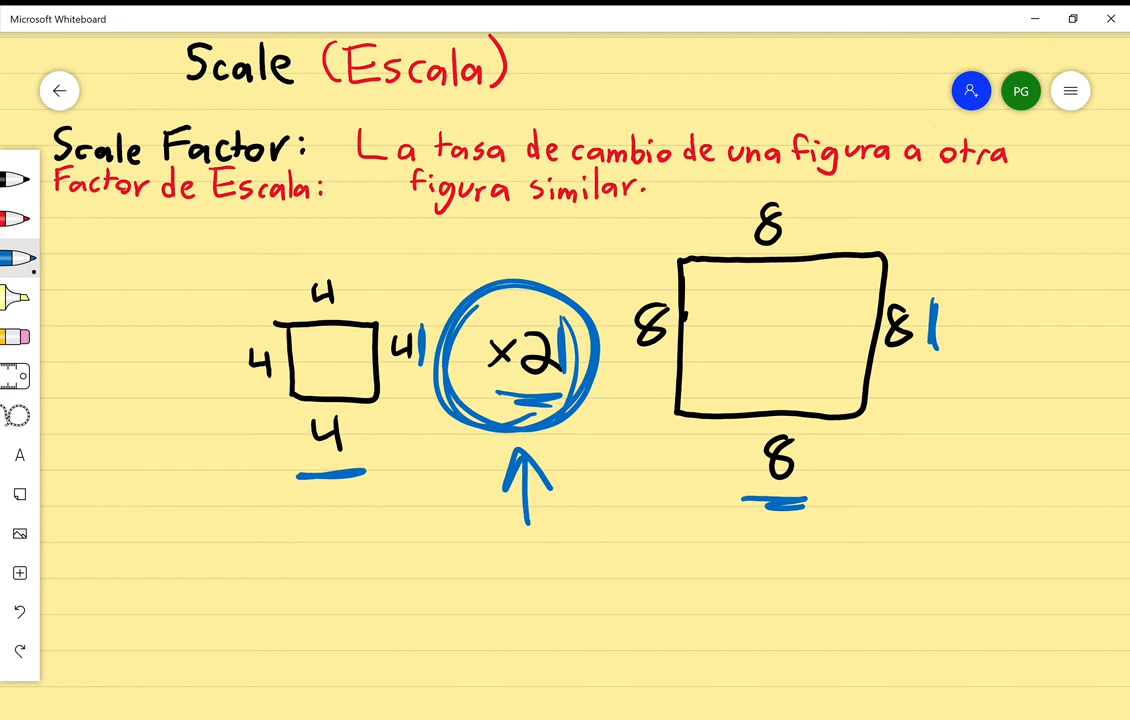 Microsoft Whiteboard
Scale (Escala)
PG
Scale Factor: La tasa de cambio de una figura a otra
Factor de Escala: figura similar.
8
4
4
4
×2
8
8
4
8
A